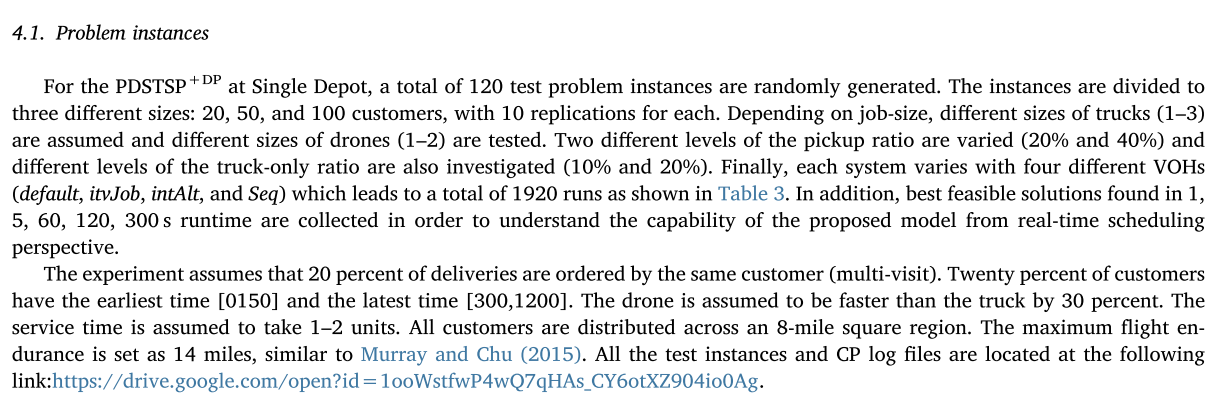 4.1. Problem instances
For the PDSTSP+DP at Single Depot, a total of 120 test problem instances are randomly generated. The instances are divided to
three different sizes: 20, 50, and 100 customers, with 10 replications for each. Depending on job-size, different sizes of trucks (1–3)
are assumed and different sizes of drones (1–2) are tested. Two different levels of the pickup ratio are varied (20% and 40%) and
different levels of the truck-only ratio are also investigated (10% and 20%). Finally, each system varies with four different VOHs
(default, itvJob, intAlt, and Seq) which leads to a total of 1920 runs as shown in Table 3. In addition, best feasible solutions found in 1,
5, 60, 120, 300 s runtime are collected in order to understand the capability of the proposed model from real-time scheduling
perspective.
The experiment assumes that 20 percent of deliveries are ordered by the same customer (multi-visit). Twenty percent of customers
have the earliest time [0150] and the latest time [300,1200]. The drone is assumed to be faster than the truck by 30 percent. The
service time is assumed to take 1–2 units. All customers are distributed across an 8-mile square region. The maximum flight en-
durance is set as 14 miles, similar to Murray and Chu (2015). All the test instances and CP log files are located at the following
link:https://drive.google.com/open?id=1ooWstfwP4wQ7qHAs_CY6otXZ904io0Ag.